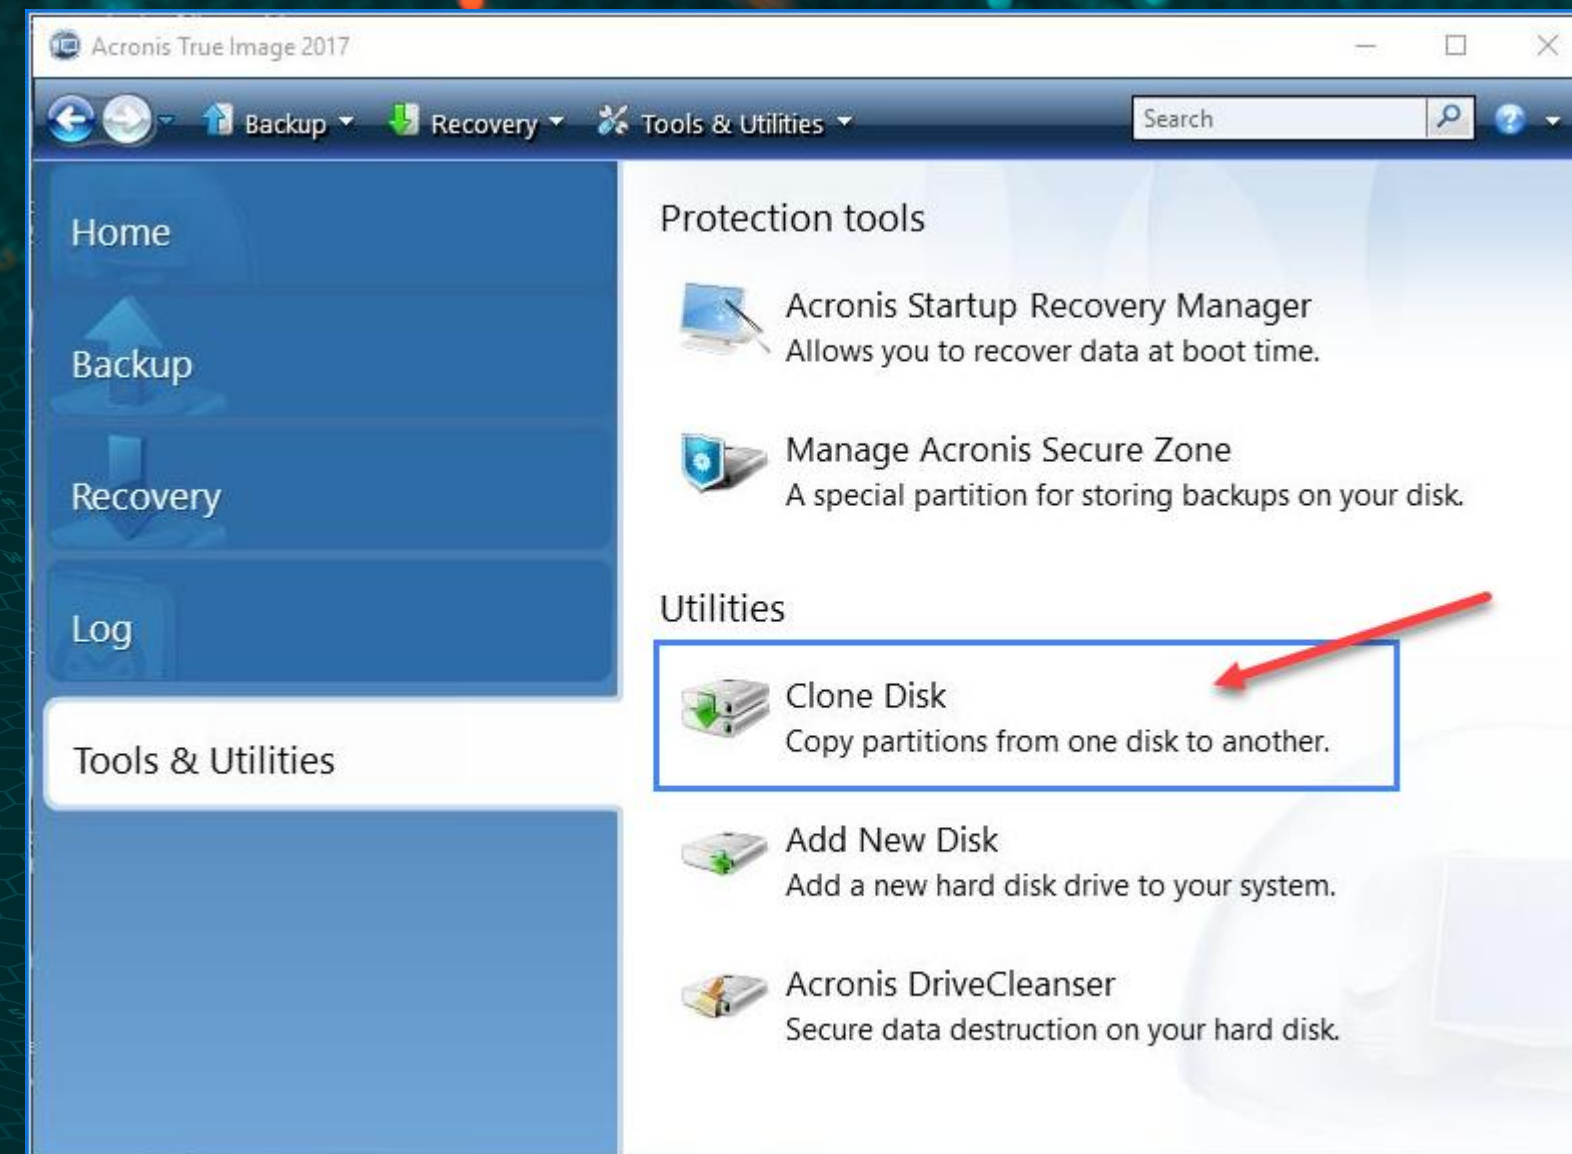 Acronis True Image 2017
Backup Recovery Tools & Utilities Search
Home
Backup
Recovery
Log
Tools & Utilities
Protection tools
Acronis Startup Recovery Manager
Allows you to recover data at boot time.
Manage Acronis Secure Zone
A special partition for storing backups on your disk.
Utilities
Clone Disk
Copy partitions from one disk to another.
Add New Disk
Add a new hard disk drive to your system.
Acronis DriveCleanser
Secure data destruction on your hard disk.